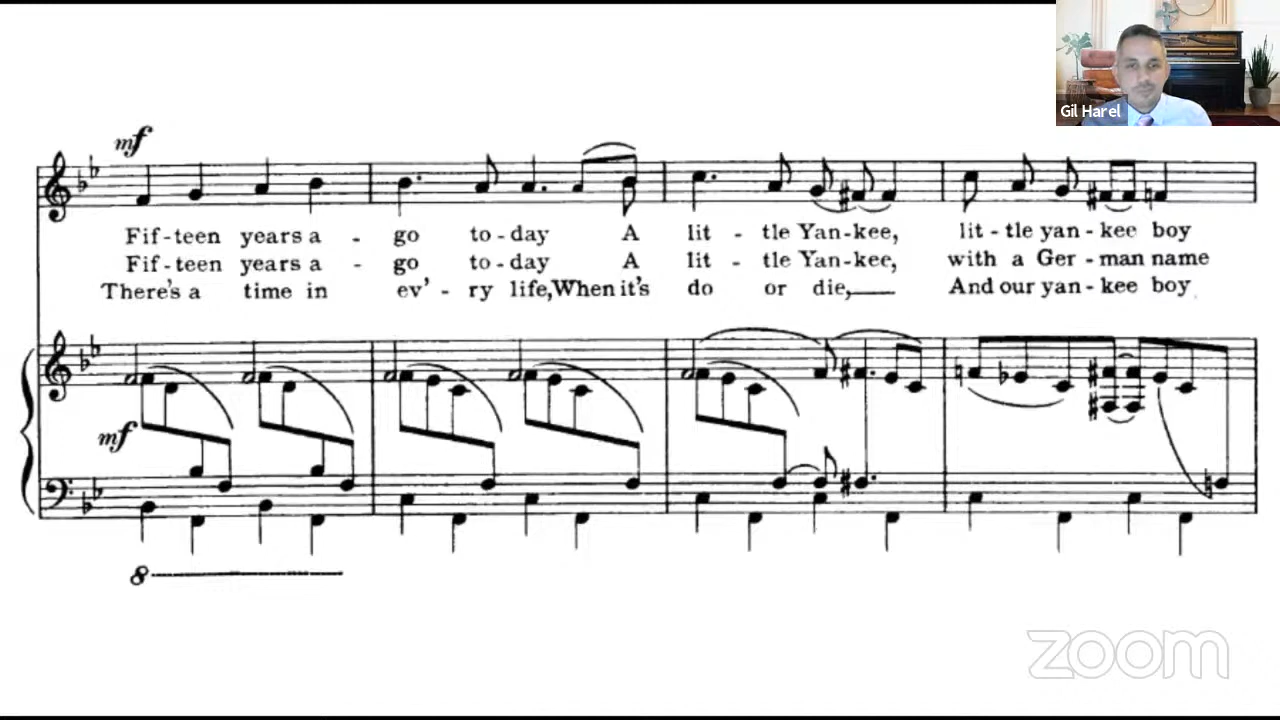 Gil Harel
mf
Fif-teen years a - go to-day A lit - tle Yan-kee, lit-tle yan-kee boy
Fif-teen years a - go to-day A lit - tle Yan-kee, with a Ger-man name
There's a time in ev'-ry life, When it's do or die, And our yan-kee boy
mf
8
zoom